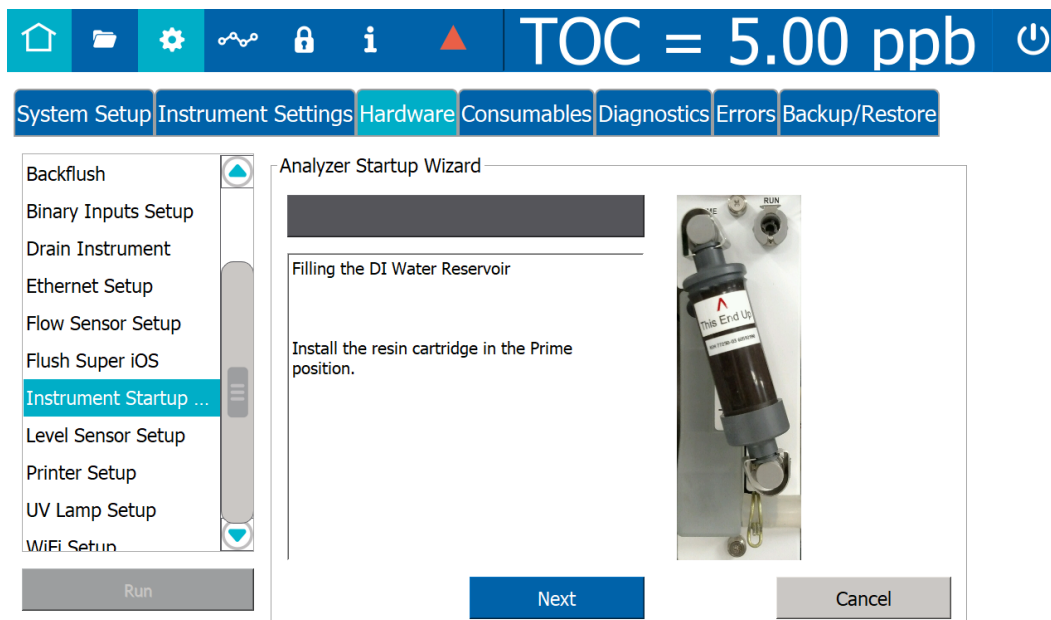 TOC = 5.00 ppb
System Setup Instrument Settings Hardware Consumables Diagnostics Errors Backup/Restore
Backflush
Binary Inputs Setup
Drain Instrument
Ethernet Setup
Flow Sensor Setup
Flush Super iOS
Instrument Startup ...
Level Sensor Setup
Printer Setup
UV Lamp Setup
WiFi Setup
Run
Analyzer Startup Wizard
Filling the DI Water Reservoir
Install the resin cartridge in the Prime
position.
RUN
This End Up
Next
Cancel